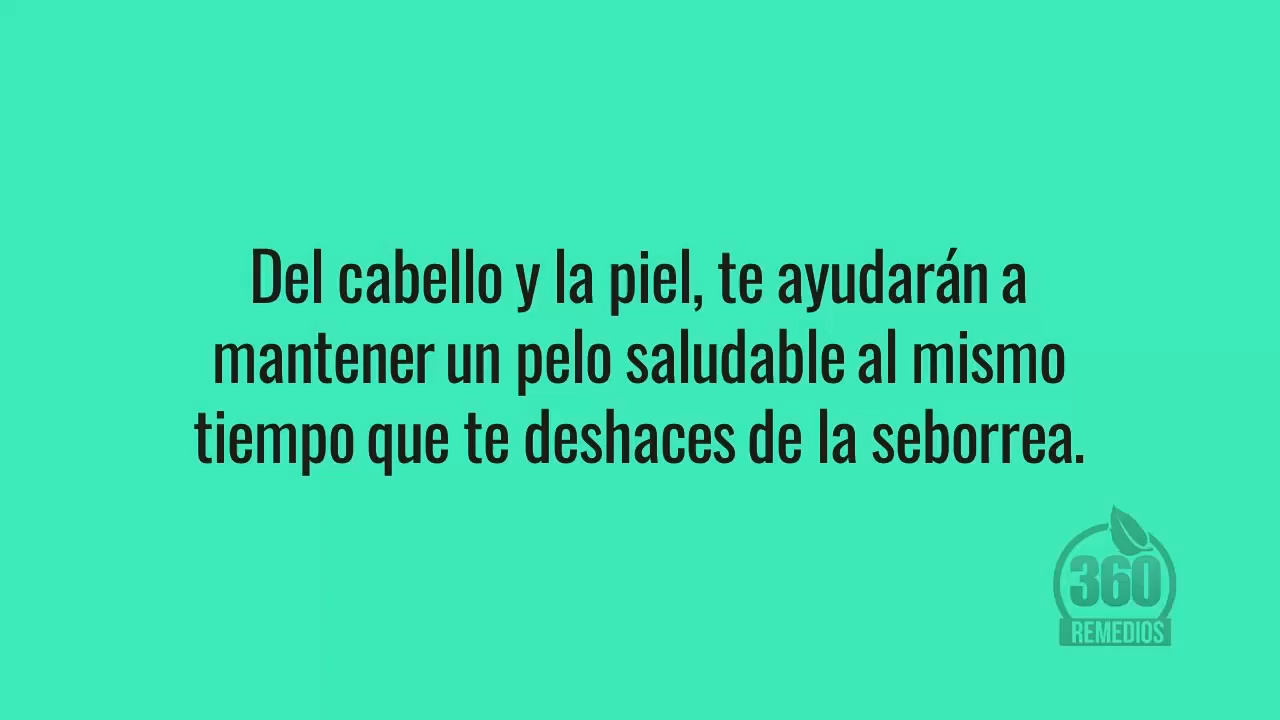 Del cabello y la piel, te ayudarán a
mantener un pelo saludable al mismo
tiempo que te deshaces de la seborrea.
360
REMEDIOS